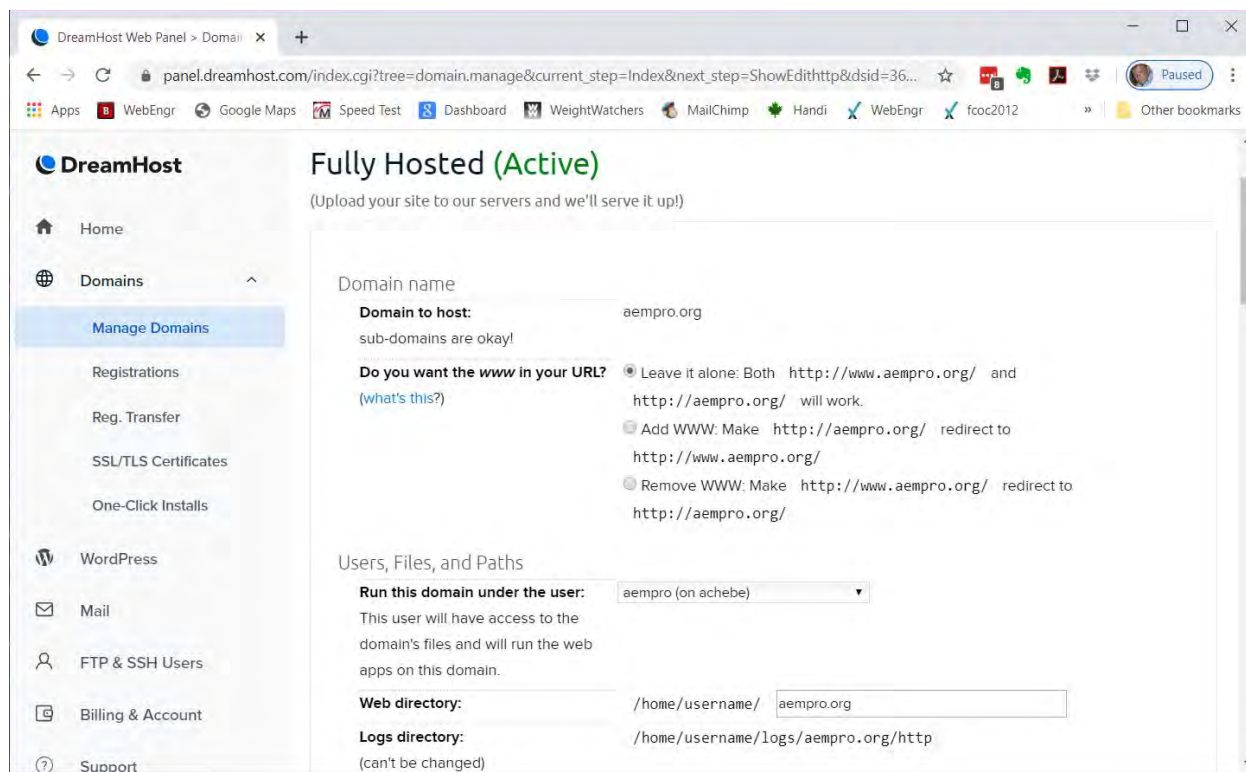 DreamHost Web Panel > Domai
panel.dreamhost.com/index.cgi?tree=domain.manage&current_step=Index&next_step=ShowEdithttp&dsid=36...
8
Paused
Apps
B WebEngr
Google Maps
Speed Test
8 Dashboard
W WeightWatchers
MailChimp
Handi
WebEngr
fcoc2012
»
Other bookmarks
DreamHost
Home
Domains
Manage Domains
Registrations
Reg. Transfer
SSL/TLS Certificates
One-Click Installs
WordPress
Mail
FTP & SSH Users
Billing & Account
Support
Fully Hosted (Active)
(Upload your site to our servers and we'll serve it up!)
Domain name
Domain to host: aempro.org
sub-domains are okay!
Do you want the www in your URL?
(what's this?)
Leave it alone: Both http://www.aempro.org/ and
http://aempro.org/ will work.
Add WWW: Make http://aempro.org/ redirect to
http://www.aempro.org/
Remove WWW: Make http://www.aempro.org/ redirect to
http://aempro.org/
Users, Files, and Paths
Run this domain under the user: aempro (on achebe)
This user will have access to the
domain's files and will run the web
apps on this domain.
Web directory: /home/username/ aempro.org
Logs directory: /home/username/logs/aempro.org/http
(can't be changed)